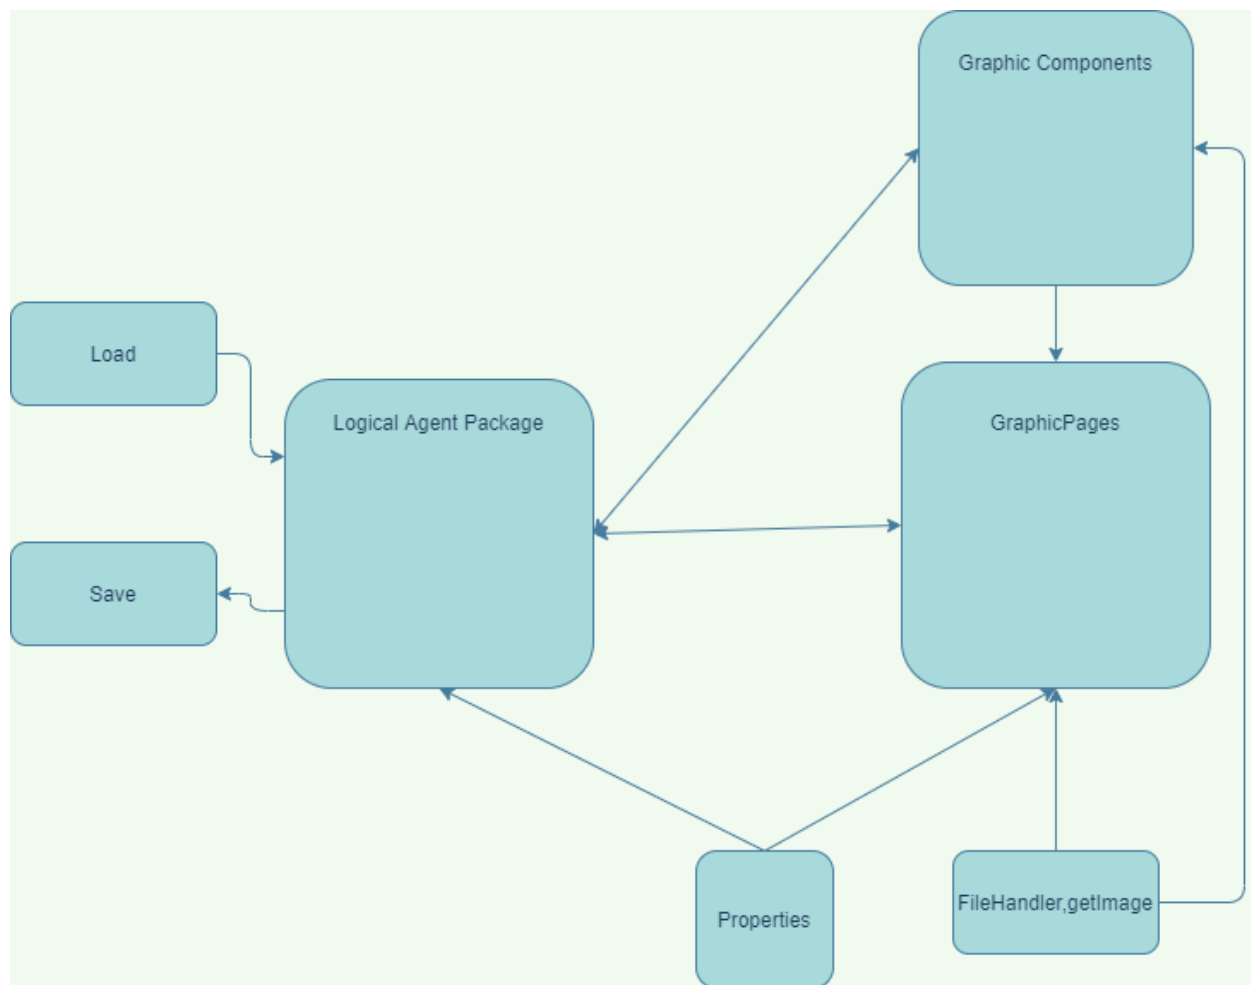 Graphic Components
Load
Logical Agent Package
GraphicPages
Save
FileHandler,getImage
Properties